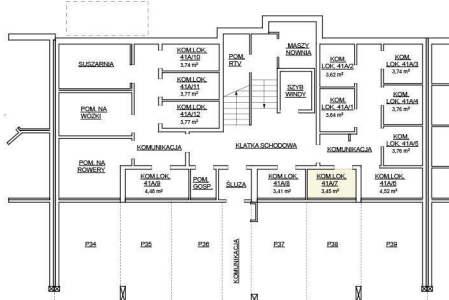 SUSZARNIA
KOM.LOK.
41A/10
3,74 m²
POM.
RTV
MASZY
NOWNIA
KOM.
LOK. 41A/2
3,62 m²
KOM.
LOK. 41A/3
3,74 m²
KOM.LOK.
41A/11
3,77 m²
SZYB
WINDY
POM. NA
WÓZKI
KOM.LOK.
41A/12
3,77 m²
KOM.
LOK. 41A/1
3,64 m²
KOM.
LOK. 41A/4
3,76 m²
KOMUNIKACJA
KLATKA SCHODOWA
KOMUNIKACJA
KOM.
LOK. 41A/5
3,76 m²
POM. NA
ROWERY
KOM.LOK.
41A/9
4,48 m²
POM.
GOSP.
ŚLUZA
KOM.LOK.
41A/8
3,41 m²
KOM.LOK.
41A/7
3,45 m²
KOM.LOK.
41A/6
4,52 m²
P34
P35
P36
KOMUNIKACJA
P37
P38
P39